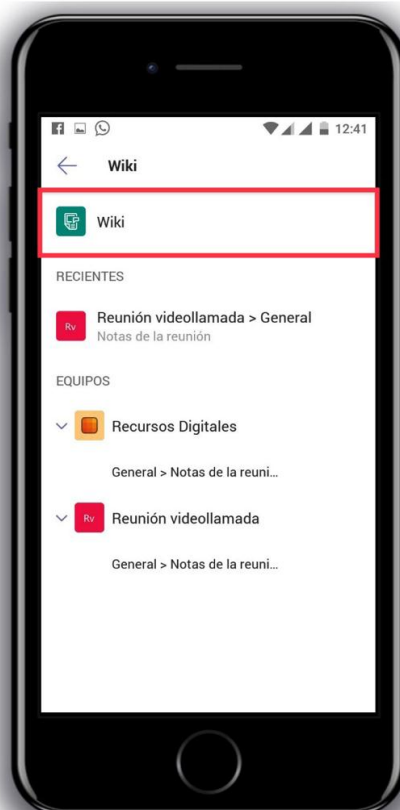 12:41
Wiki
Wiki
RECIENTES
Rv
Reunión videollamada > General
Notas de la reunión
EQUIPOS
Recursos Digitales
General > Notas de la reuni...
Rv
Reunión videollamada
General > Notas de la reuni...